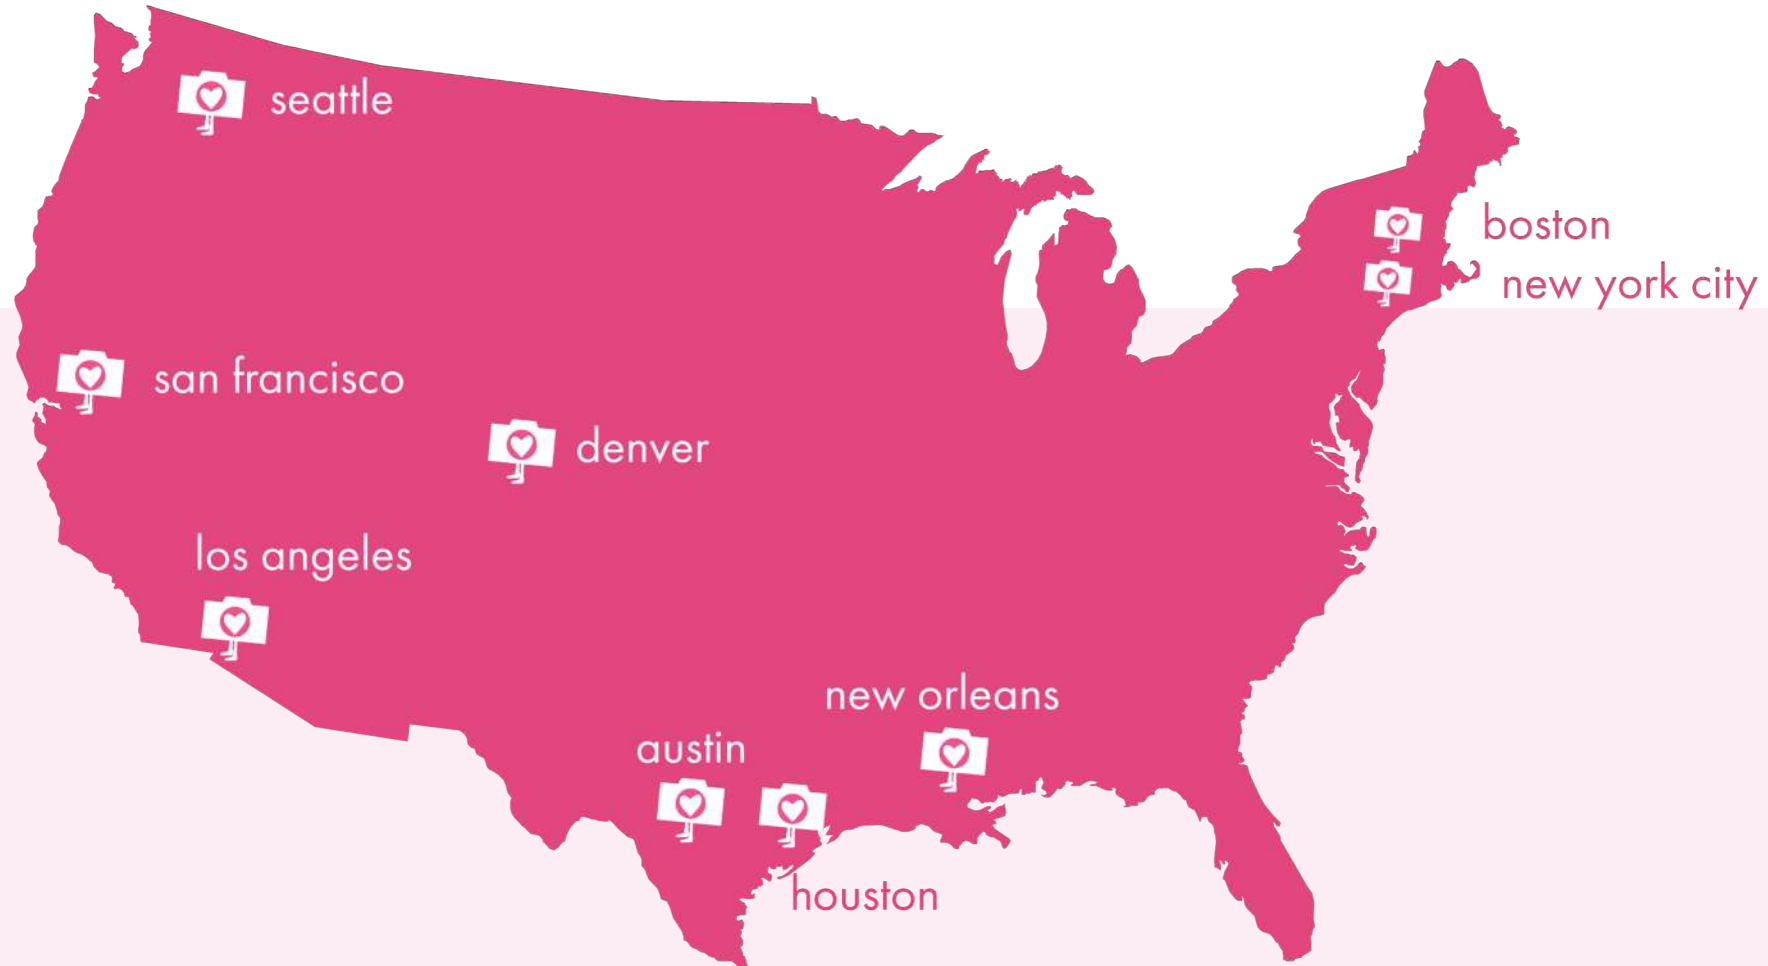 seattle
boston
new york city
san francisco
denver
los angeles
new orleans
austin
houston